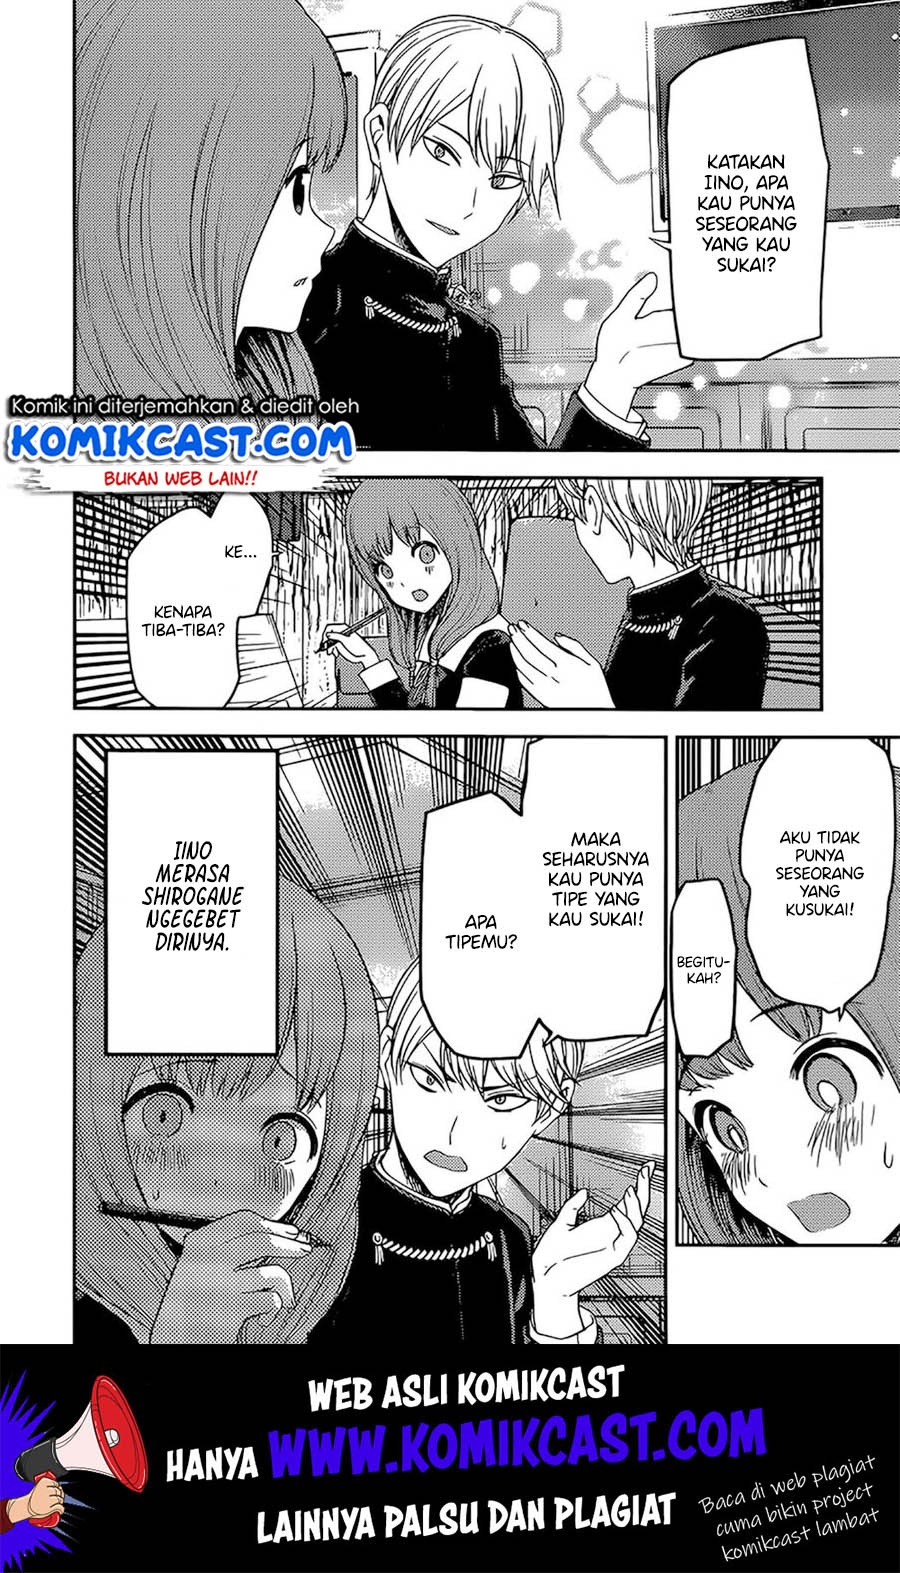 KATAKAN
IINO, APA
KAU PUNYA
SESEORANG
YANG KAU
SUKAI?
Komik ini diterjemahkan & diedit oleh
KOMIKCAST.COM
BUKAN WEB LAIN!!
KE...
KENAPA
TIBA-TIBA?
AKU TIDAK
PUNYA
SESEORANG
YANG
KUSUKAI!
BEGITU-
KAH?
MAKA
SEHARUSNYA
KAU PUNYA
TIPE YANG
KAU SUKAI!
APA
TIPEMU?
IINO
MERASA
SHIROGANE
NGEGEBET
DIRINYA.
WEB ASLI KOMIKCAST
HANYA WWW.KOMIKCAST.COM
LAINNYA PALSU DAN PLAGIAT
Baca di web plagiat
cuma bikin project
komikcast lambat